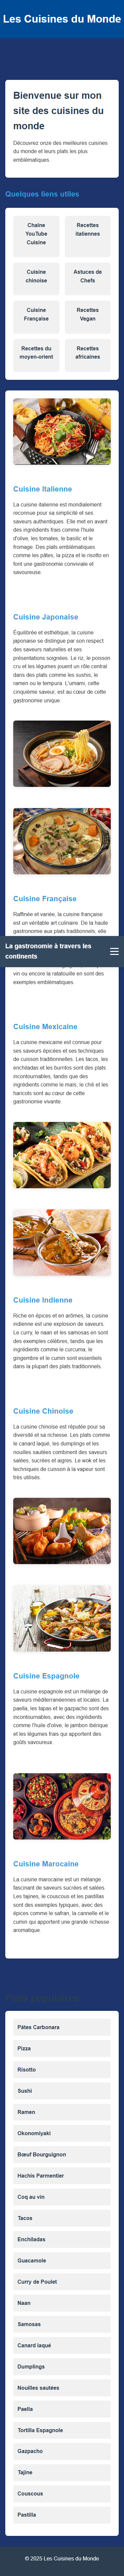 Les Cuisines du Monde
Bienvenue sur mon
site des cuisines du
monde
Découvrez onze des meilleures cuisines
du monde et leurs plats les plus
emblématiques.
Quelques liens utiles
Chaîne
YouTube
Cuisine
Recettes
italiennes
Cuisine
chinoise
Astuces de
Chefs
Cuisine
Française
Recettes
Vegan
Recettes du
moyen-orient
Recettes
africaines
Cuisine Italienne
La cuisine italienne est mondialement
reconnue pour sa simplicité et ses
saveurs authentiques. Elle met en avant
des ingrédients frais comme l'huile
d'olive, les tomates, le basilic et le
fromage. Des plats emblématiques
comme les pâtes, la pizza et le risotto en
font une cuisine incontournable et
savoureuse.
Cuisine Japonaise
Équilibrée et esthétique, la cuisine
japonaise se distingue par son respect
des saveurs naturelles et ses
présentations soignées. Le riz, le poisson
cru et les légumes jouent un rôle central
dans des plats comme les sushis, le
ramen ou le tempura. L'umami, cette
cinquième saveur, est au cœur de cette
gastronomie unique.
Cuisine Française
Raffinée et variée, la cuisine française
est un véritable art culinaire. De la haute
gastronomie aux plats traditionnels, elle
La gastronomie à travers les
continents
vin ou encore la ratatouille en sont des
exemples emblématiques.
Cuisine Mexicaine
La cuisine mexicaine est connue pour
ses saveurs épicées et ses techniques
de cuisson traditionnelles. Les tacos, les
enchiladas et les burritos sont des plats
incontournables, tandis que des
ingrédients comme le maïs, le chili et les
haricots sont au cœur de cette
gastronomie vivante.
Cuisine Indienne
Riche en épices et en arômes, la cuisine
indienne est une explosion de saveurs.
Le curry, le naan et les samosas en sont
des exemples célèbres, tandis que les
ingrédients comme le curcuma, le
gingembre et le cumin sont essentiels
dans la plupart des plats traditionnels.
Cuisine Chinoise
La cuisine chinoise est réputée pour sa
diversité et sa richesse. Les plats comme
le canard laqué, les dumplings et les
nouilles sautées combinent des saveurs
salées, sucrées et aigres. Le wok et les
techniques de cuisson à la vapeur sont
très utilisés.
Cuisine Espagnole
La cuisine espagnole est un mélange de
saveurs méditerranéennes et locales. La
paella, les tapas et le gazpacho sont des
incontournables, avec des ingrédients
comme l'huile d'olive, le jambon ibérique
et les légumes frais qui apportent des
goûts savoureux.
Cuisine Marocaine
La cuisine marocaine est un mélange
fascinant de saveurs sucrées et salées.
Les tajines, le couscous et les pastillas
sont des exemples typiques, avec des
épices comme le safran, la cannelle et le
cumin qui apportent une grande richesse
aromatique.
Plats populaires
Pâtes Carbonara
Pizza
Risotto
Sushi
Ramen
Okonomiyaki
Bœuf Bourguignon
Hachis Parmentier
Coq au vin
Tacos
Enchiladas
Guacamole
Curry de Poulet
Naan
Samosas
Canard laqué
Dumplings
Nouilles sautées
Paella
Tortilla Espagnole
Gazpacho
Tajine
Couscous
Pastilla
© 2025 Les Cuisines du Monde